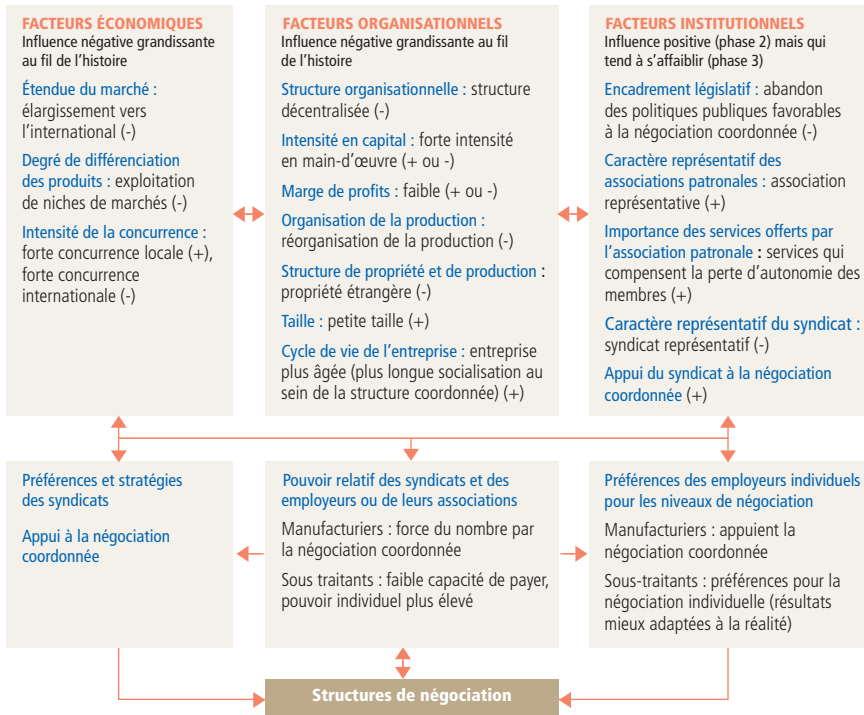 FACTEURS ÉCONOMIQUES
Influence négative grandissante
au fil de l'histoire
Étendue du marché :
élargissement vers
l'international (-)
Degré de différenciation
des produits : exploitation
de niches de marchés (-)
Intensité de la concurrence :
forte concurrence locale (+),
forte concurrence
internationale (-)
FACTEURS ORGANISATIONNELS
Influence négative grandissante au fil
de l'histoire
Structure organisationnelle : structure
décentralisée (-)
Intensité en capital : forte intensité
en main-d'œuvre (+ ou -)
Marge de profits : faible (+ ou -)
Organisation de la production :
réorganisation de la production (-)
Structure de propriété et de production :
propriété étrangère (-)
Taille : petite taille (+)
Cycle de vie de l'entreprise : entreprise
plus âgée (plus longue socialisation au
sein de la structure coordonnée) (+)
FACTEURS INSTITUTIONNELS
Influence positive (phase 2) mais qui
tend à s'affaiblir (phase 3)
Encadrement législatif : abandon
des politiques publiques favorables
à la négociation coordonnée (-)
Caractère représentatif des
associations patronales : association
représentative (+)
Importance des services offerts par
l'association patronale : services qui
compensent la perte d'autonomie des
membres (+)
Caractère représentatif du syndicat :
syndicat représentatif (-)
Appui du syndicat à la négociation
coordonnée (+)
Préférences et stratégies
des syndicats
Appui à la négociation
coordonnée
Pouvoir relatif des syndicats et des
employeurs ou de leurs associations
Manufacturiers : force du nombre par
la négociation coordonnée
Sous traitants : faible capacité de payer,
pouvoir individuel plus élevé
Préférences des employeurs individuels
pour les niveaux de négociation
Manufacturiers : appuient la
négociation coordonnée
Sous-traitants : préférences pour la
négociation individuelle (résultats
mieux adaptées à la réalité)
Structures de négociation